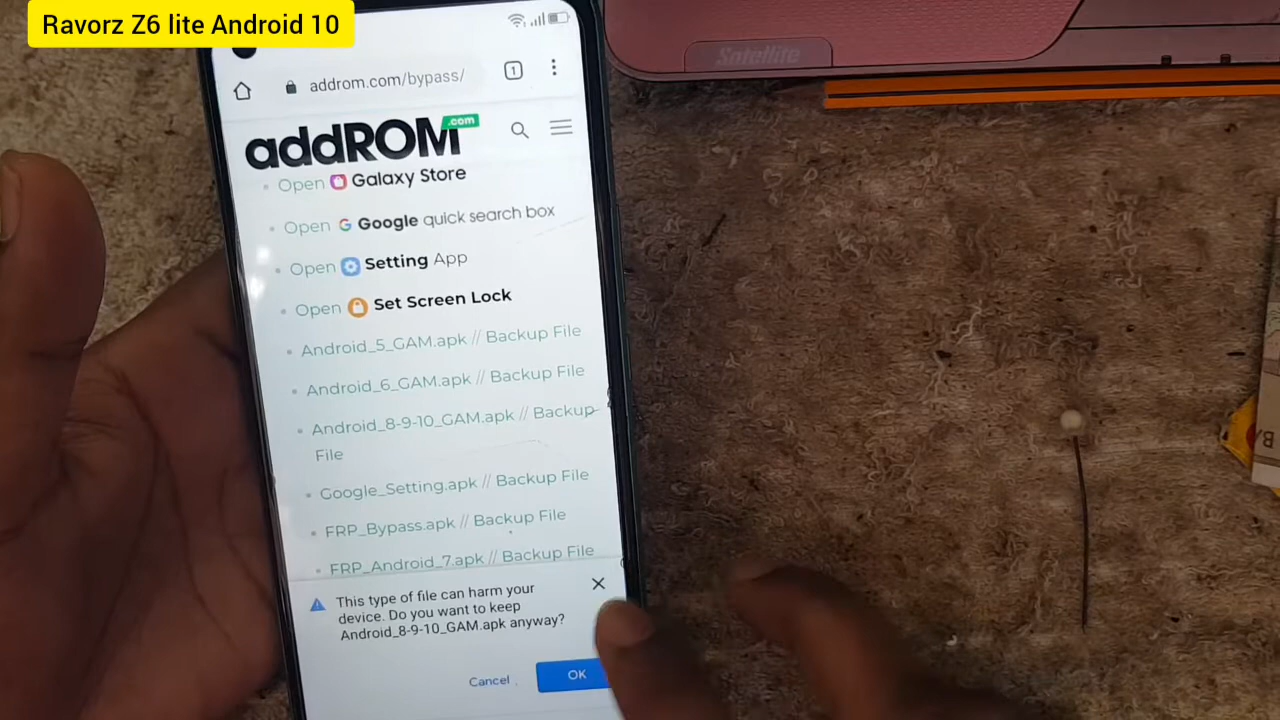 Ravorz Z6 lite Android 10
Satellite
1
addrom.com/bypass/
addROM
.com
Open Galaxy Store
Open G Google quick search box
Open Setting App
Open Set Screen Lock
Android_5_GAM.apk // Backup File
Android_6_GAM.apk // Backup File
Android_8-9-10_GAM.apk // Backup
File
Google_Setting.apk // Backup File
FRP_Bypass.apk // Backup File
FRP_Android_7.apk // Backup File
This type of file can harm your
device. Do you want to keep
Android_8-9-10_GAM.apk anyway?
Cancel
OK